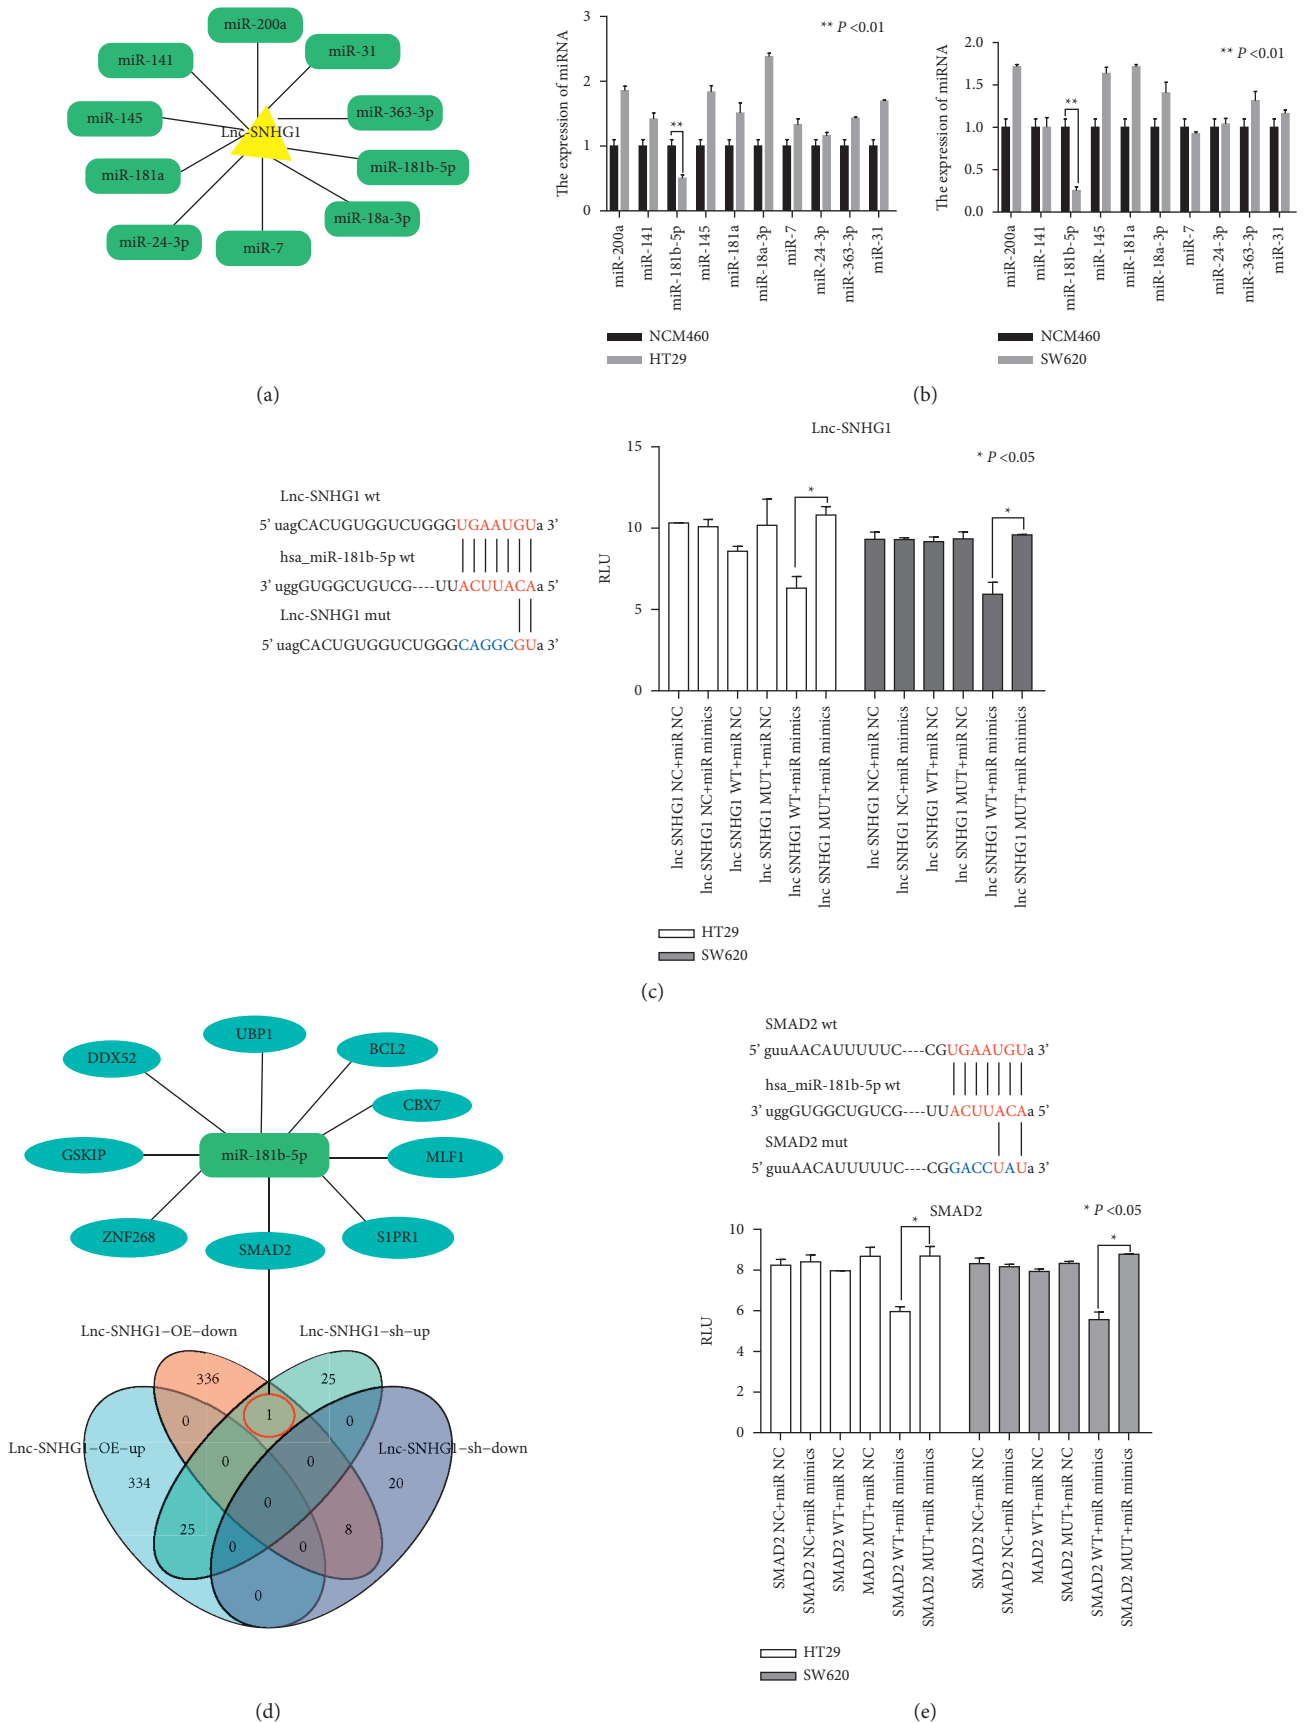 miR-200a
miR-31
miR-141
miR-363-3p
miR-145
Lnc-SNHG1
miR-181b-5p
miR-181a
miR-18a-3p
miR-24-3p
miR-7
(a)
The expression of miRNA
3
2
1
0
** P <0.01
**
miR-200a
miR-141
miR-181b-5p
miR-145
miR-181a
miR-18a-3p
miR-7
miR-24-3p
miR-363-3p
miR-31
NCM460
HT29
The expression of miRNA
2.0
1.5
1.0
0.5
0.0
** P <0.01
**
miR-200a
miR-141
miR-181b-5p
miR-145
miR-181a
miR-18a-3p
miR-7
miR-24-3p
miR-363-3p
miR-31
NCM460
SW620
(b)
Lnc-SNHG1 wt
5' uagCACUGUGGUCUGGGUGAAUGUa 3'
hsa_miR-181b-5p wt
3' uggGUGGCUGUCG----UUACUUACAa 5'
Lnc-SNHG1 mut
5' uagCACUGUGGUCUGGGCAGGCGUa 3'
Lnc-SNHG1
RLU
15
10
5
0
* P <0.05
*
*
lnc SNHG1 NC+miR NC
lnc SNHG1 NC+miR mimics
lnc SNHG1 WT+miR NC
lnc SNHG1 MUT+miR NC
lnc SNHG1 WT+miR mimics
lnc SNHG1 MUT+miR mimics
lnc SNHG1 NC+miR NC
lnc SNHG1 NC+miR mimics
lnc SNHG1 WT+miR NC
lnc SNHG1 MUT+miR NC
lnc SNHG1 WT+miR mimics
lnc SNHG1 MUT+miR mimics
HT29
SW620
(c)
UBP1
DDX52
BCL2
CBX7
GSKIP
miR-181b-5p
MLF1
ZNF268
SMAD2
S1PR1
Lnc-SNHG1−OE−down
Lnc-SNHG1−sh−up
336
25
0
1
0
Lnc-SNHG1−OE−up
Lnc-SNHG1−sh−down
0
0
334
20
0
25
8
0
0
0
(d)
SMAD2 wt
5' guuAACAUUUUUC----CGUGAAUGUa 3'
hsa_miR-181b-5p wt
3' uggGUGGCUGUCG----UUACUUACAa 5'
SMAD2 mut
5' guuAACAUUUUUC----CGGACCUAUa 3'
SMAD2
RLU
10
8
6
4
2
0
* P <0.05
*
*
SMAD2 NC+miR NC
SMAD2 NC+miR mimics
SMAD2 WT+miR NC
MAD2 MUT+miR NC
SMAD2 WT+miR mimics
SMAD2 MUT+miR mimics
SMAD2 NC+miR NC
SMAD2 NC+miR mimics
MAD2 WT+miR NC
SMAD2 MUT+miR NC
SMAD2 WT+miR mimics
SMAD2 MUT+miR mimics
HT29
SW620
(e)